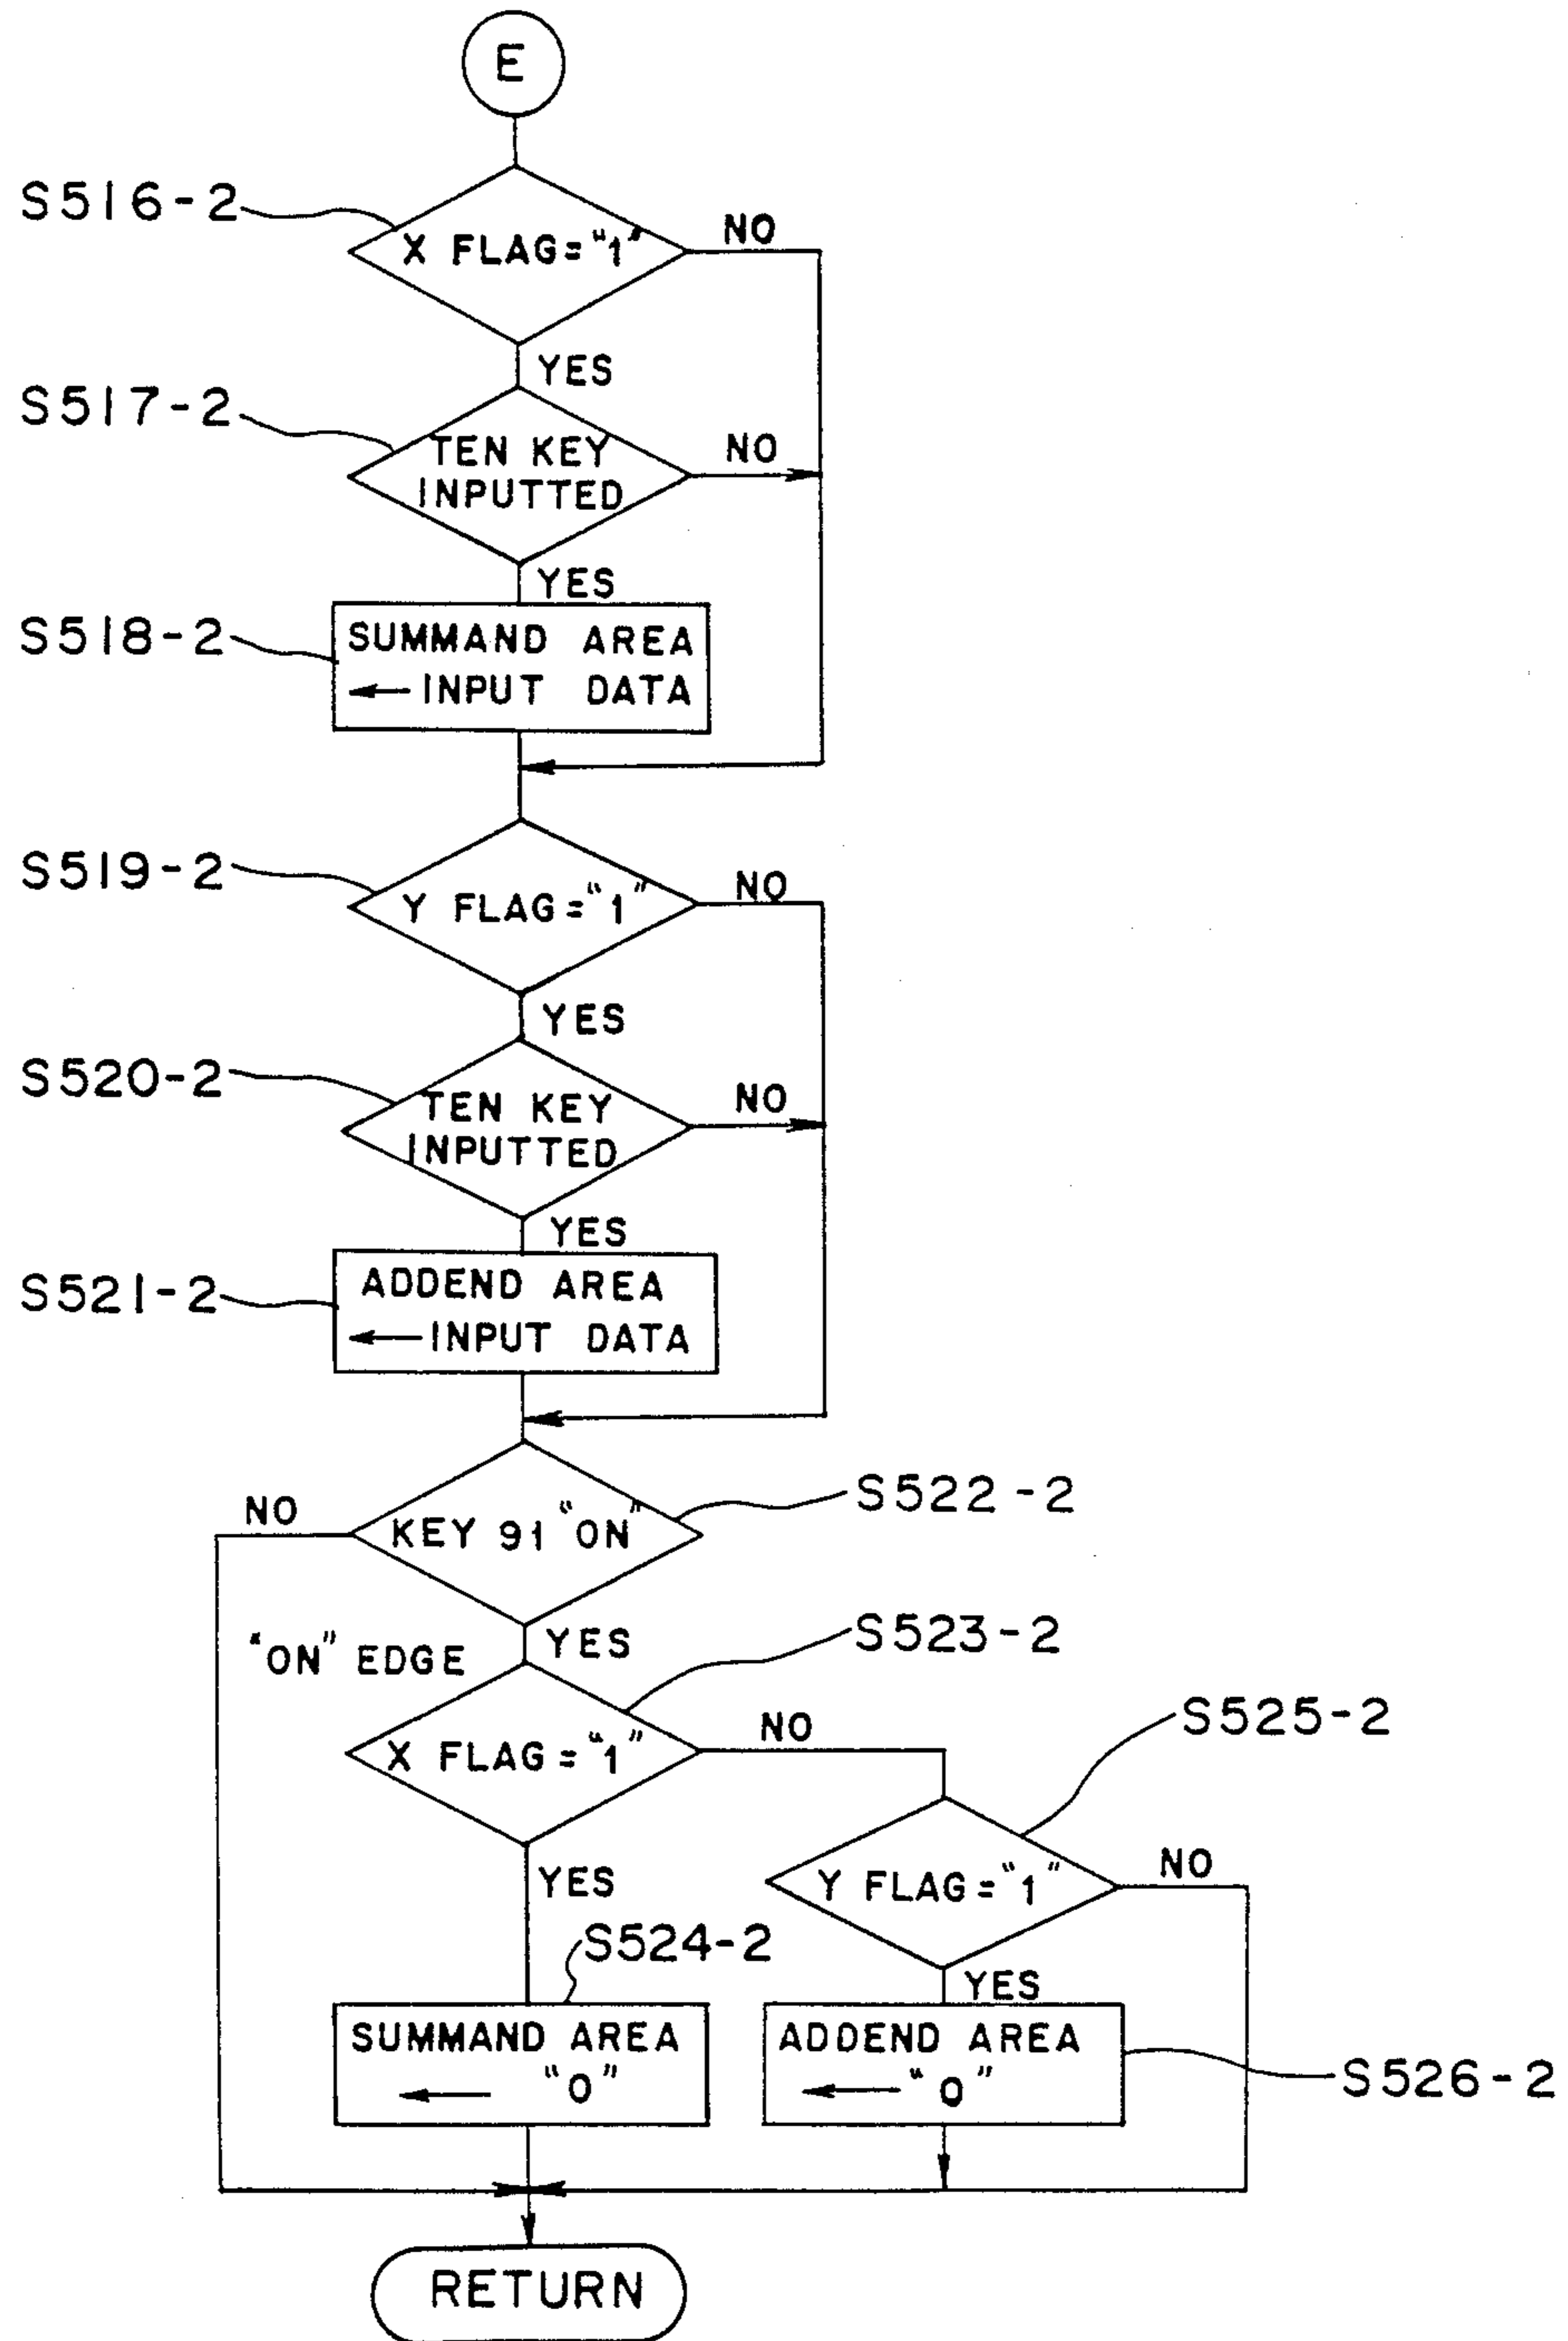 E
S516-2
X FLAG="1"
NO
YES
S517-2
TEN KEY
INPUTTED
NO
YES
S518-2
SUMMAND AREA
←INPUT DATA
S519-2
Y FLAG="1"
NO
YES
S520-2
TEN KEY
INPUTTED
NO
YES
S521-2
ADDEND AREA
←INPUT DATA
S522-2
KEY 91 "ON"
NO
YES
"ON" EDGE
S523-2
X FLAG="1"
NO
YES
S525-2
Y FLAG="1"
NO
YES
S524-2
SUMMAND AREA
← "0"
ADDEND AREA
← "0"
S526-2
RETURN